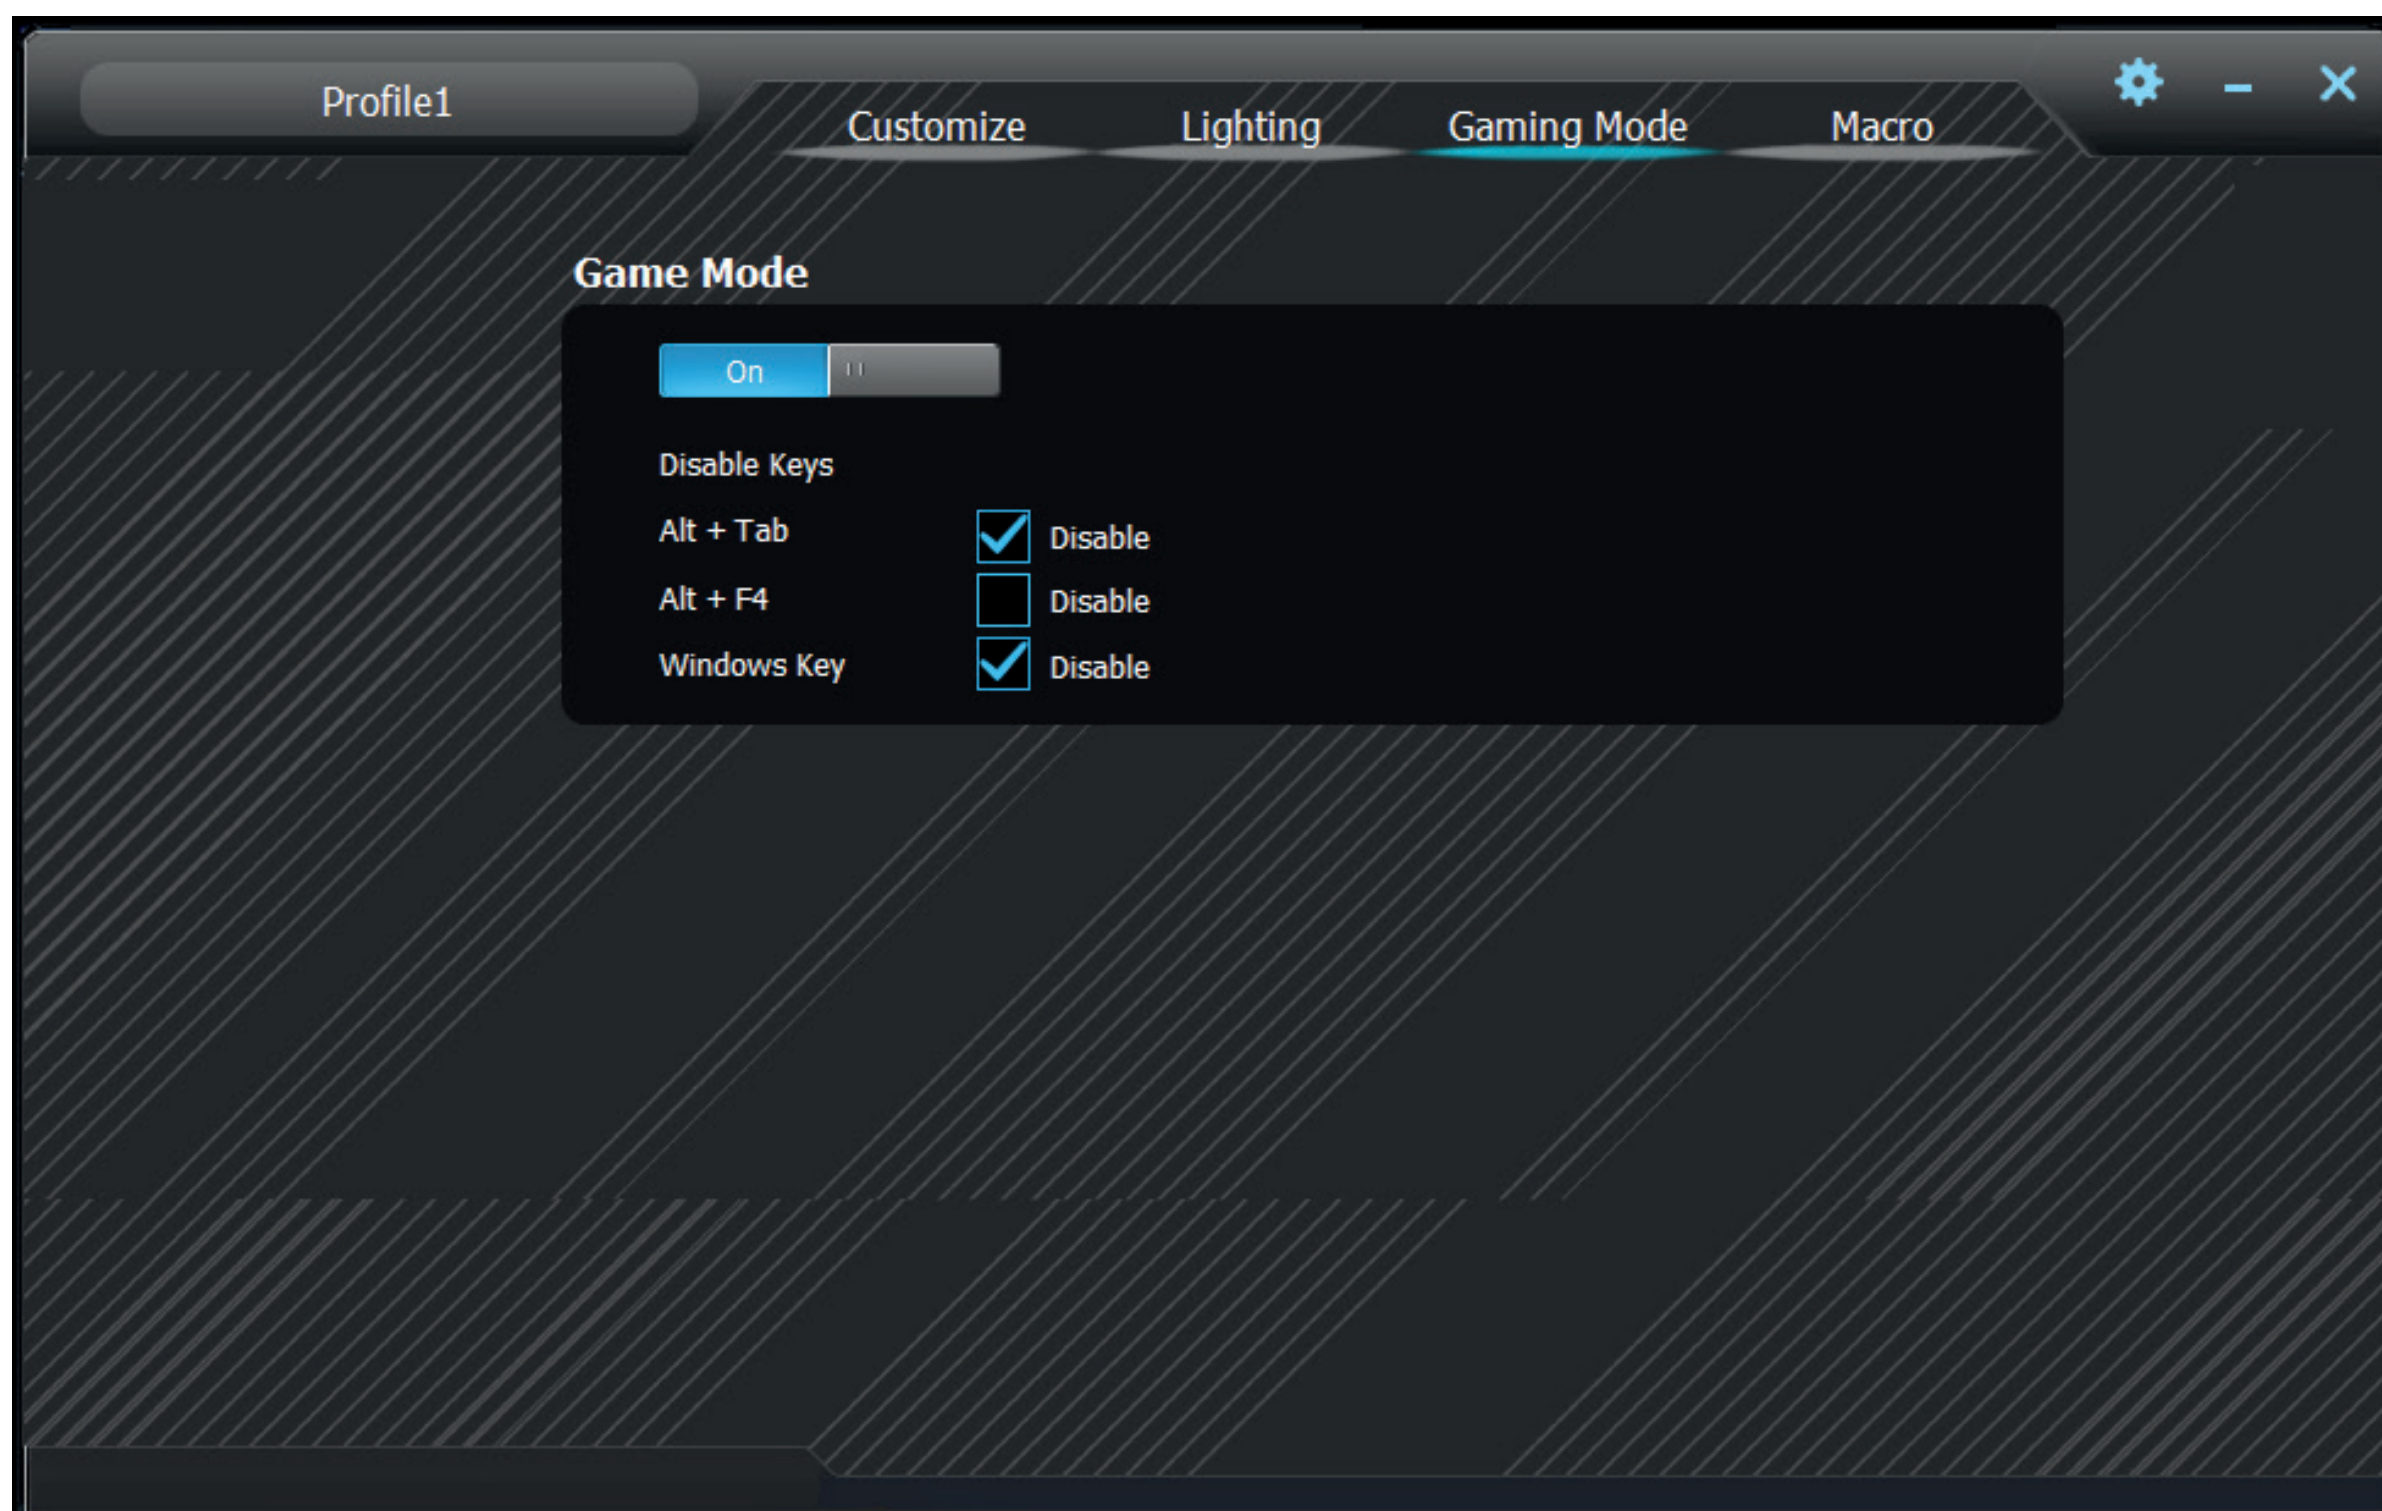 Profile1
Customize Lighting Gaming Mode Macro
Game Mode
On
Disable Keys
Alt + Tab Disable
Alt + F4 Disable
Windows Key Disable